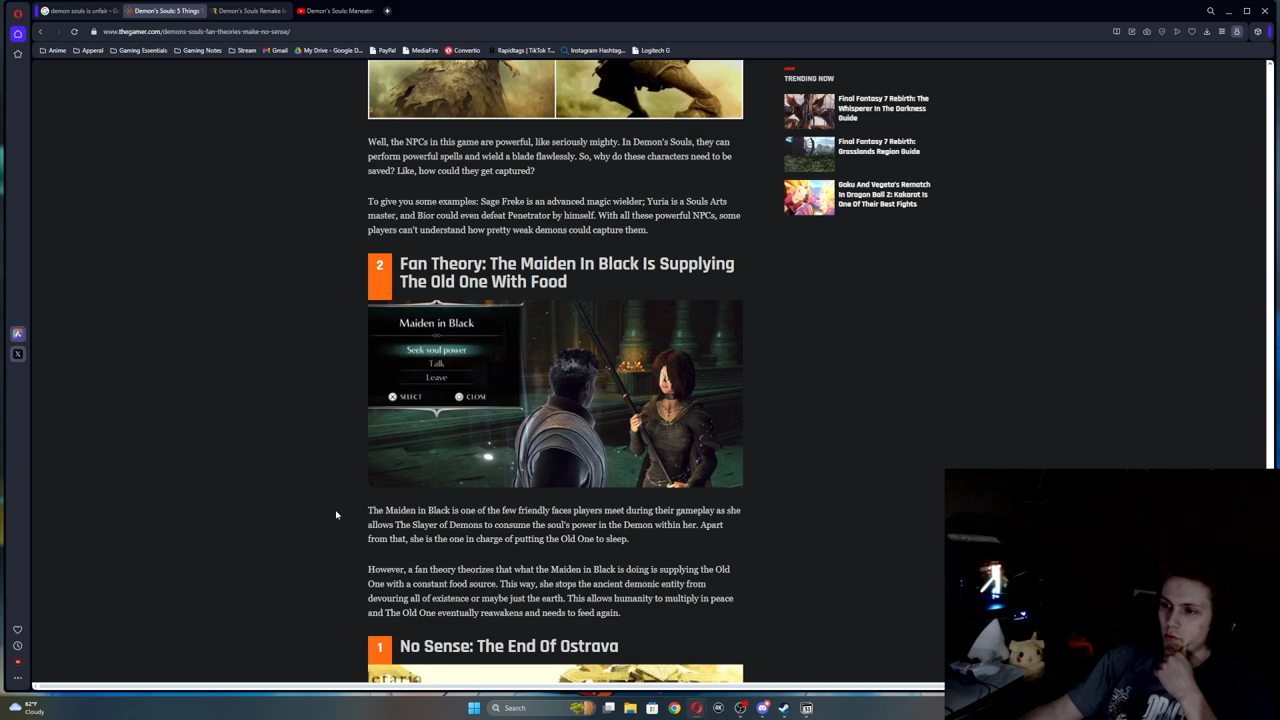 demon souls is unfair - G
Demon's Souls: 5 Things
Demon's Souls Remake
Demon's Souls: Maneater
www.thegamer.com/demons-souls-fan-theories-make-no-sense/
Anime
Apperal
Gaming Essentials
Gaming Notes
Stream
Gmail
My Drive - Google D...
PayPal
MediaFire
Convertio
Rapidtags | TikTok T...
Instagram Hashtag...
Logitech G
TRENDING NOW
Final Fantasy 7 Rebirth: The
Whisperer In The Darkness
Guide
Final Fantasy 7 Rebirth:
Grasslands Region Guide
Goku And Vegeta's Rematch
In Dragon Ball Z: Kakarot Is
One Of Their Best Fights
Well, the NPCs in this game are powerful, like seriously mighty. In Demon's Souls, they can
perform powerful spells and wield a blade flawlessly. So, why do these characters need to be
saved? Like, how could they get captured?
To give you some examples: Sage Freke is an advanced magic wielder; Yuria is a Souls Arts
master, and Bior could even defeat Penetrator by himself. With all these powerful NPCs, some
players can't understand how pretty weak demons could capture them.
2 Fan Theory: The Maiden In Black Is Supplying
The Old One With Food
Maiden in Black
Seek soul power
Talk
Leave
SELECT CLOSE
The Maiden in Black is one of the few friendly faces players meet during their gameplay as she
allows The Slayer of Demons to consume the soul's power in the Demon within her. Apart
from that, she is the one in charge of putting the Old One to sleep.
However, a fan theory theorizes that what the Maiden in Black is doing is supplying the Old
One with a constant food source. This way, she stops the ancient demonic entity from
devouring all of existence or maybe just the earth. This allows humanity to multiply in peace
and The Old One eventually reawakens and needs to feed again.
1 No Sense: The End Of Ostrava
etaria
62°F
Cloudy
Search